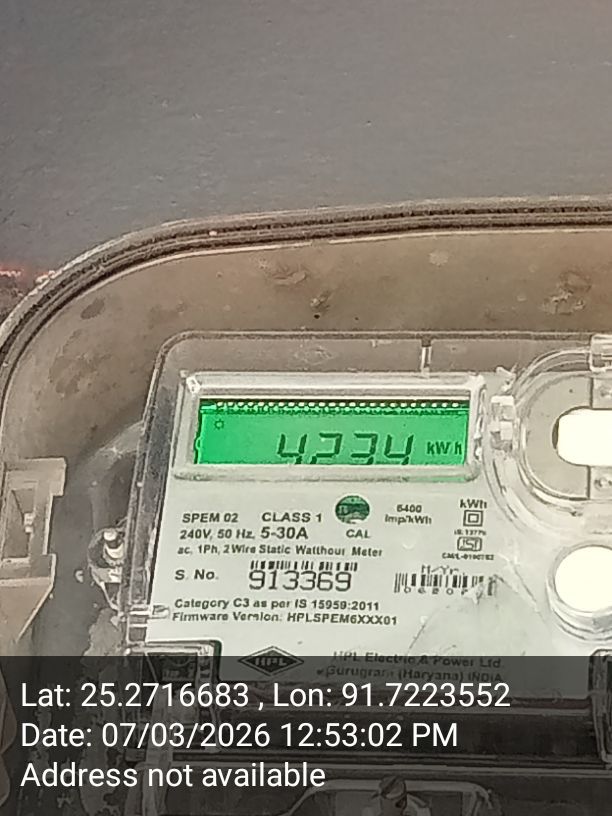 4234 kWh
SPEM 02 CLASS 1 CAL 6400 imp/kWh kWh
240V, 50 Hz, 5-30A
ac, 1Ph, 2Wire Static Watthour Meter
S. No. 913369
M-Yr.
Category C3 as per IS 15959:2011
Firmware Version: HPLSPEM6XXX01
HPL
HPL Electric & Power Ltd.
Gurugram (Haryana) INDIA
Lat: 25.2716683 , Lon: 91.7223552
Date: 07/03/2026 12:53:02 PM
Address not available